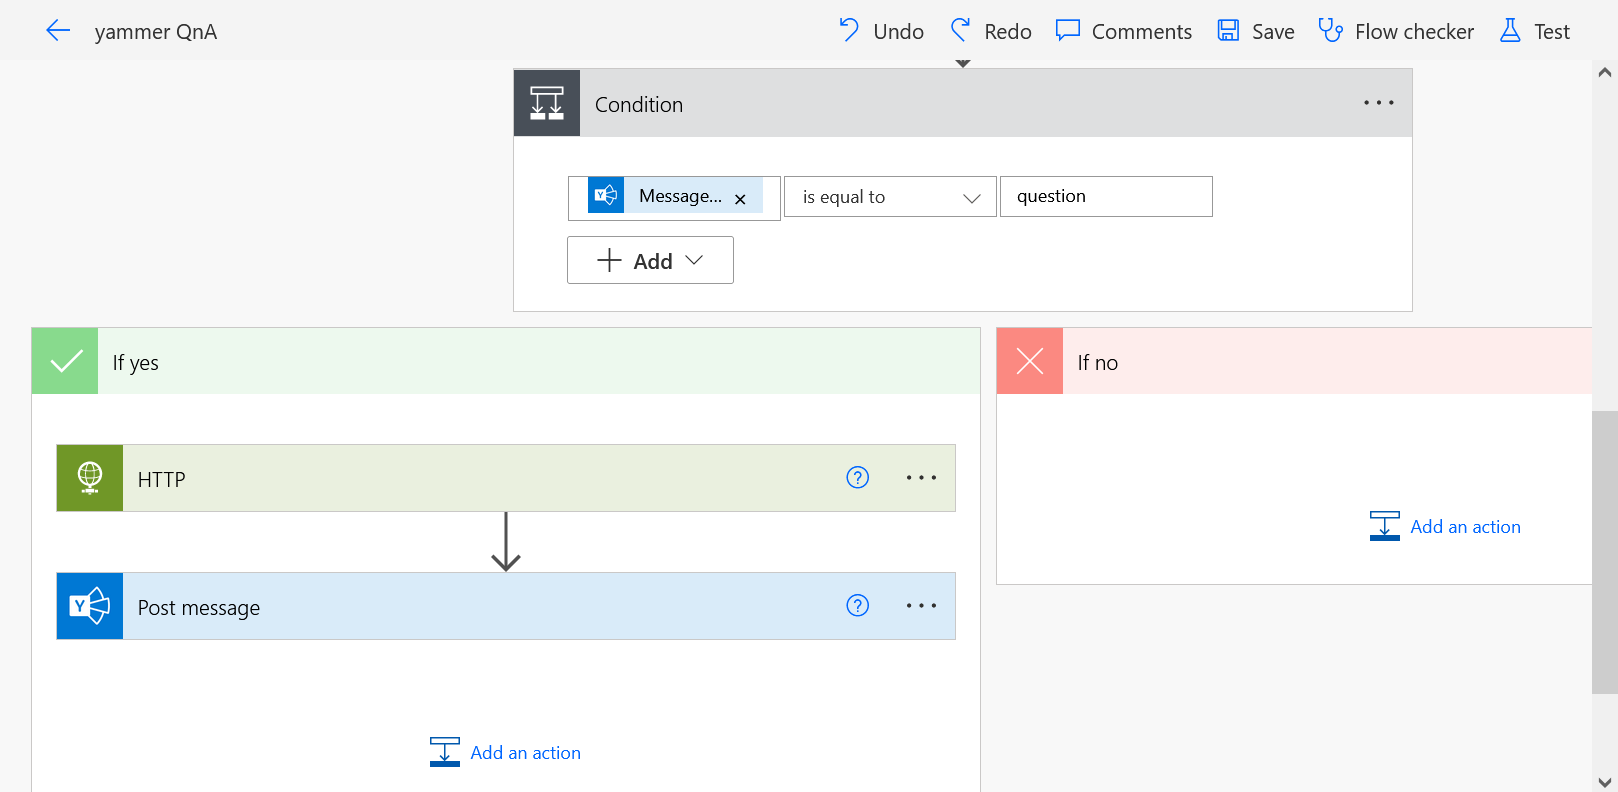 yammer QnA Undo Redo Comments Save Flow checker Test
Condition
Y Message... is equal to question
Add
If yes If no
HTTP ?
Add an action
Y Post message ?
Add an action